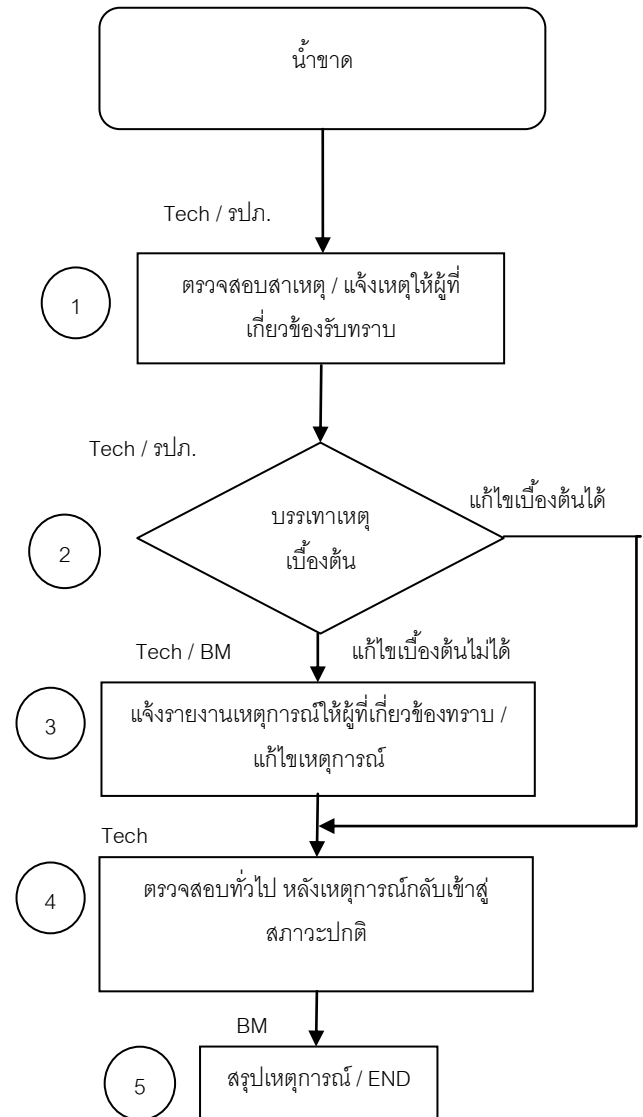 น้ำขาด
Tech / รปภ.
1
ตรวจสอบสาเหตุ / แจ้งเหตุให้ผู้ที่
เกี่ยวข้องรับทราบ
Tech / รปภ.
แก้ไขเบื้องต้นได้
2
บรรเทาเหตุ
เบื้องต้น
Tech / BM
แก้ไขเบื้องต้นไม่ได้
3
แจ้งรายงานเหตุการณ์ให้ผู้ที่เกี่ยวข้องทราบ /
แก้ไขเหตุการณ์
Tech
4
ตรวจสอบทั่วไป หลังเหตุการณ์กลับเข้าสู่
สภาวะปกติ
BM
5
สรุปเหตุการณ์ / END